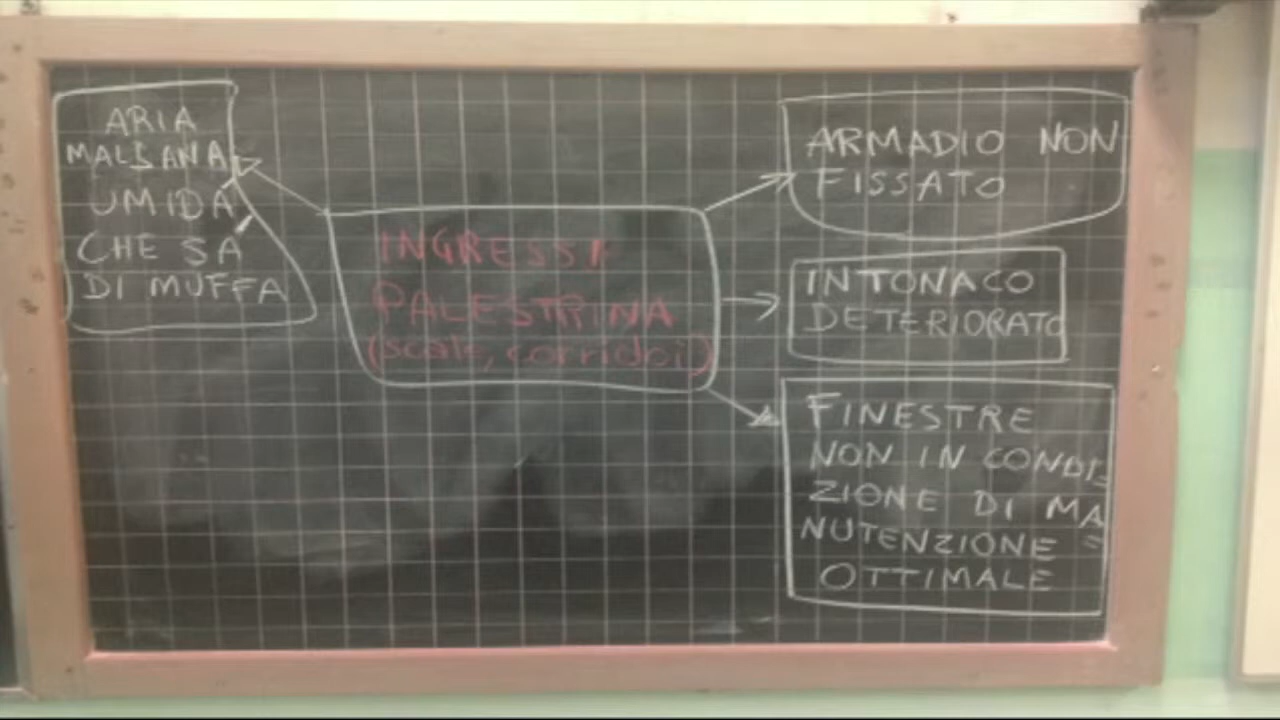 ARIA
MALSANA
UMIDA
CHE SA
DI MUFFA
INGRESSI
PALESTRINA
(scale, corridoi)
ARMADIO NON
FISSATO
INTONACO
DETERIORATO
FINESTRE
NON IN CONDI
ZIONE DI MA
NUTENZIONE =
OTTIMALE